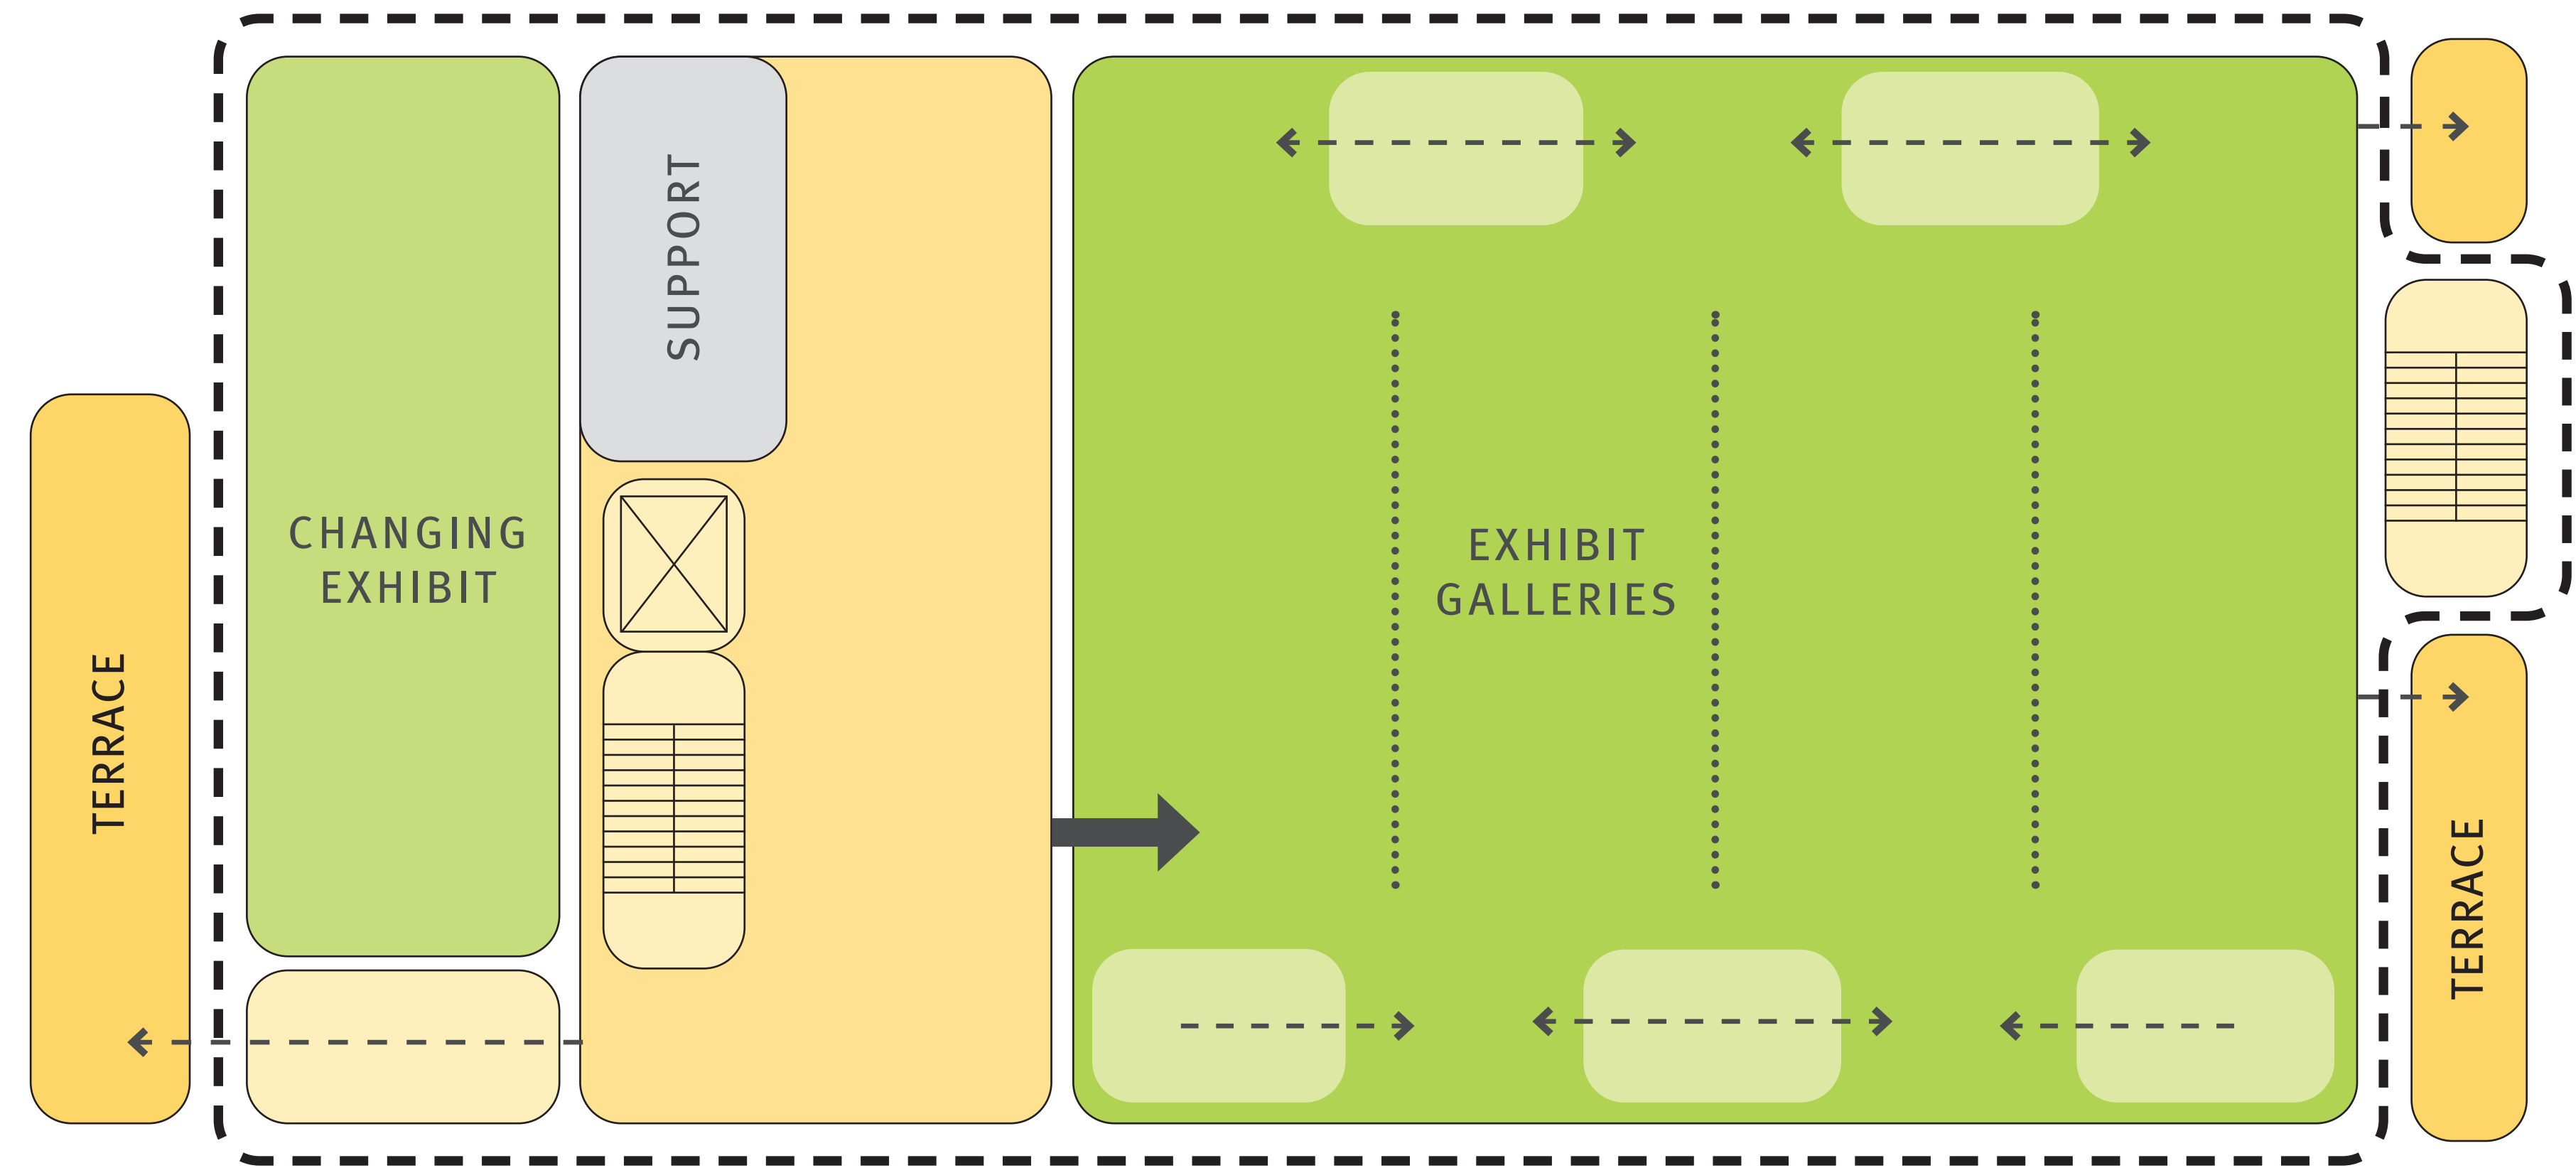 TERRACE
CHANGING
EXHIBIT
SUPPORT
EXHIBIT
GALLERIES
TERRACE